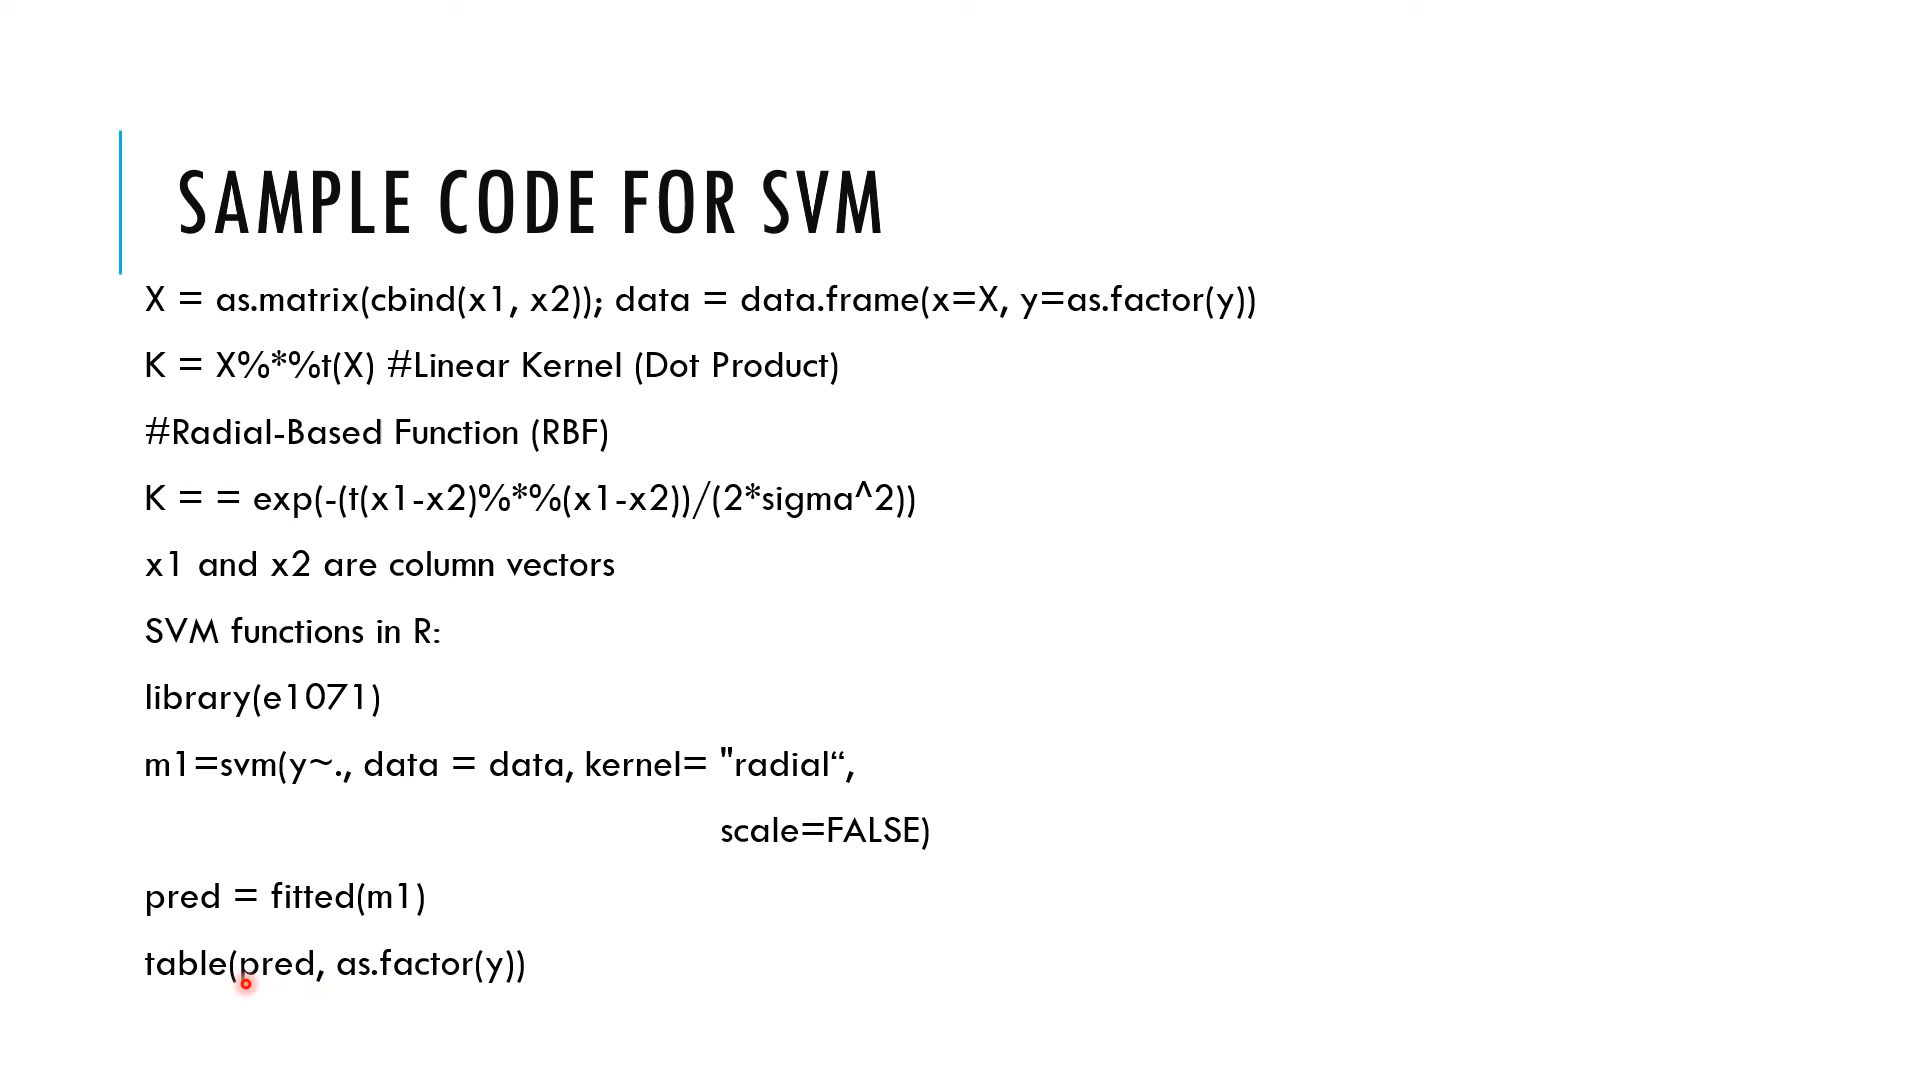 SAMPLE CODE FOR SVM
X = as.matrix(cbind(x1, x2)); data = data.frame(x=X, y=as.factor(y))
K = X%*%t(X) #Linear Kernel (Dot Product)
#Radial-Based Function (RBF)
K = = exp(-(t(x1-x2)%*%(x1-x2))/(2*sigma^2))
x1 and x2 are column vectors
SVM functions in R:
library(e1071)
m1=svm(y~., data = data, kernel= "radial“,
scale=FALSE)
pred = fitted(m1)
table(pred, as.factor(y))